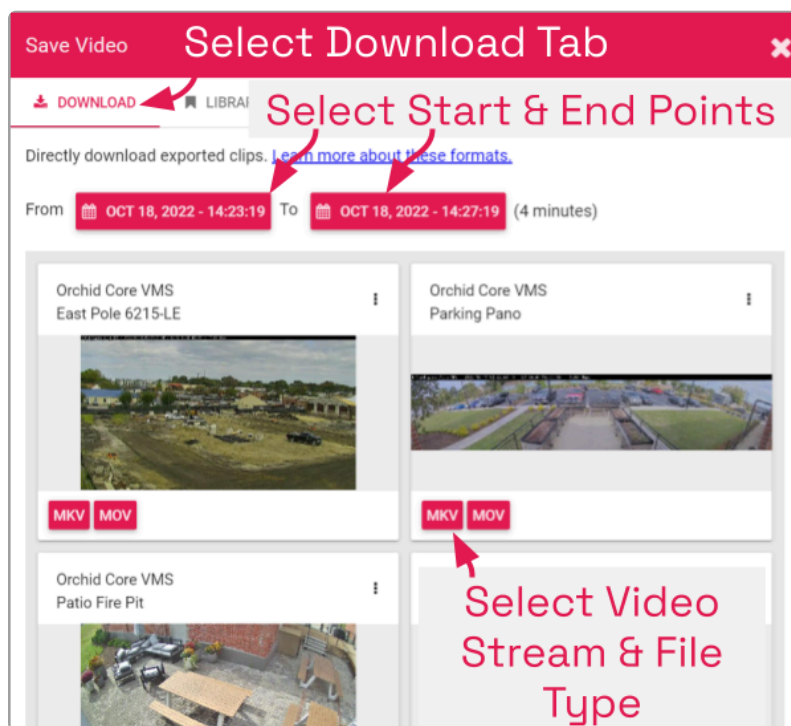 Save Video
Select Download Tab
DOWNLOAD
LIBRAR
Select Start & End Points
Directly download exported clips. Learn more about these formats.
From OCT 18, 2022 - 14:23:19 To OCT 18, 2022 - 14:27:19 (4 minutes)
Orchid Core VMS
East Pole 6215-LE
Orchid Core VMS
Parking Pano
MKV MOV
MKV MOV
Orchid Core VMS
Patio Fire Pit
Select Video
Stream & File
Type